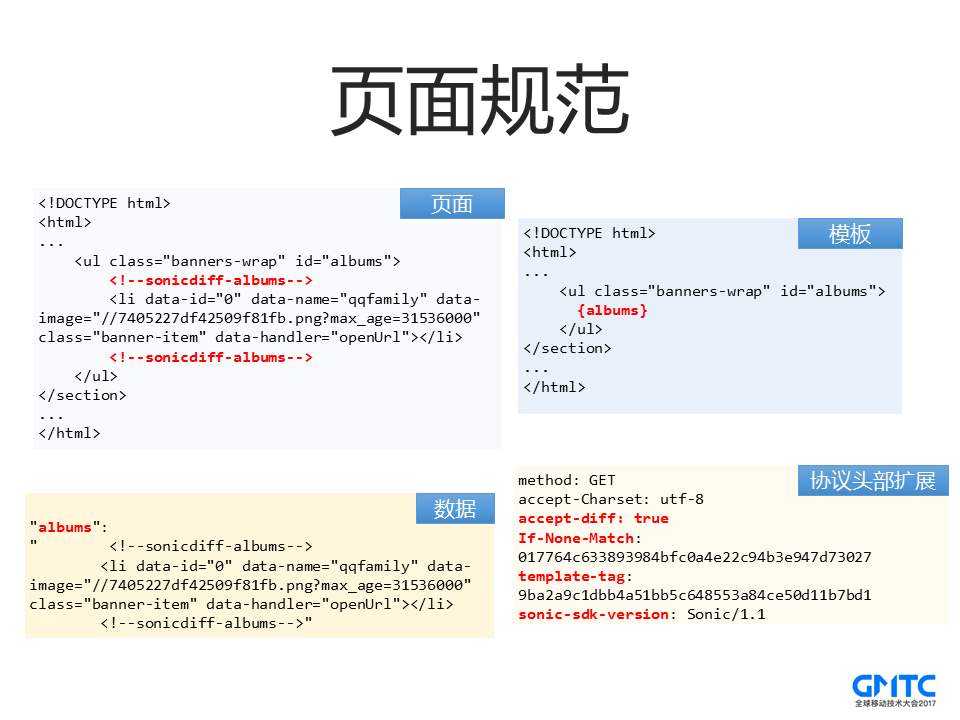 页面规范
页面
<!DOCTYPE html>
<html>
...
<ul class="banners-wrap" id="albums">
<!--sonicdiff-albums-->
<li data-id="0" data-name="qqfamily" data-
image="//7405227df42509f81fb.png?max_age=31536000"
class="banner-item" data-handler="openUrl"></li>
<!--sonicdiff-albums-->
</ul>
</section>
...
</html>
模板
<!DOCTYPE html>
<html>
...
<ul class="banners-wrap" id="albums">
{albums}
</ul>
</section>
...
</html>
数据
"albums":
" <!--sonicdiff-albums-->
<li data-id="0" data-name="qqfamily" data-
image="//7405227df42509f81fb.png?max_age=31536000"
class="banner-item" data-handler="openUrl"></li>
<!--sonicdiff-albums-->"
协议头部扩展
method: GET
accept-Charset: utf-8
accept-diff: true
If-None-Match:
017764c633893984bfc0a4e22c94b3e947d73027
template-tag:
9ba2a9c1dbb4a51bb5c648553a84ce50d11b7bd1
sonic-sdk-version: Sonic/1.1
GMTC
全球移动技术大会2017